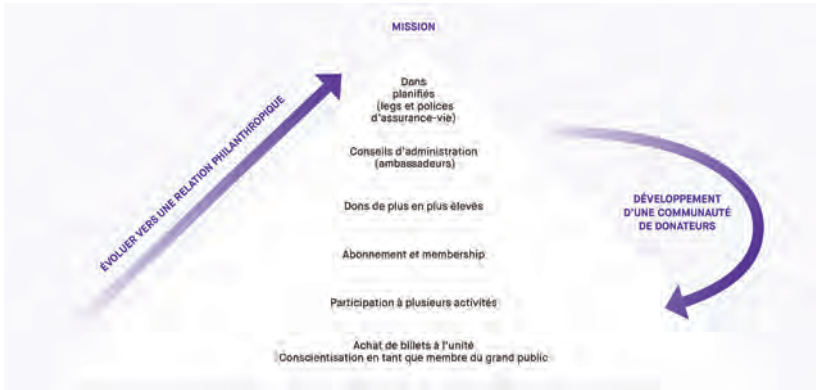 MISSION
Dans
planifiés
(legs et polices
d'assurance-vie)
Conseils d'administration
(ambassadeurs)
Dons de plus en plus élevés
Abonnement et membership
Participation à plusieurs activités
Achat de billets à l'unité
Conscientisation en tant que membre du grand public
ÉVOLUER VERS UNE RELATION PHILANTHROPIQUE
DÉVELOPPEMENT
D'UNE COMMUNAUTÉ
DE DONATEURS